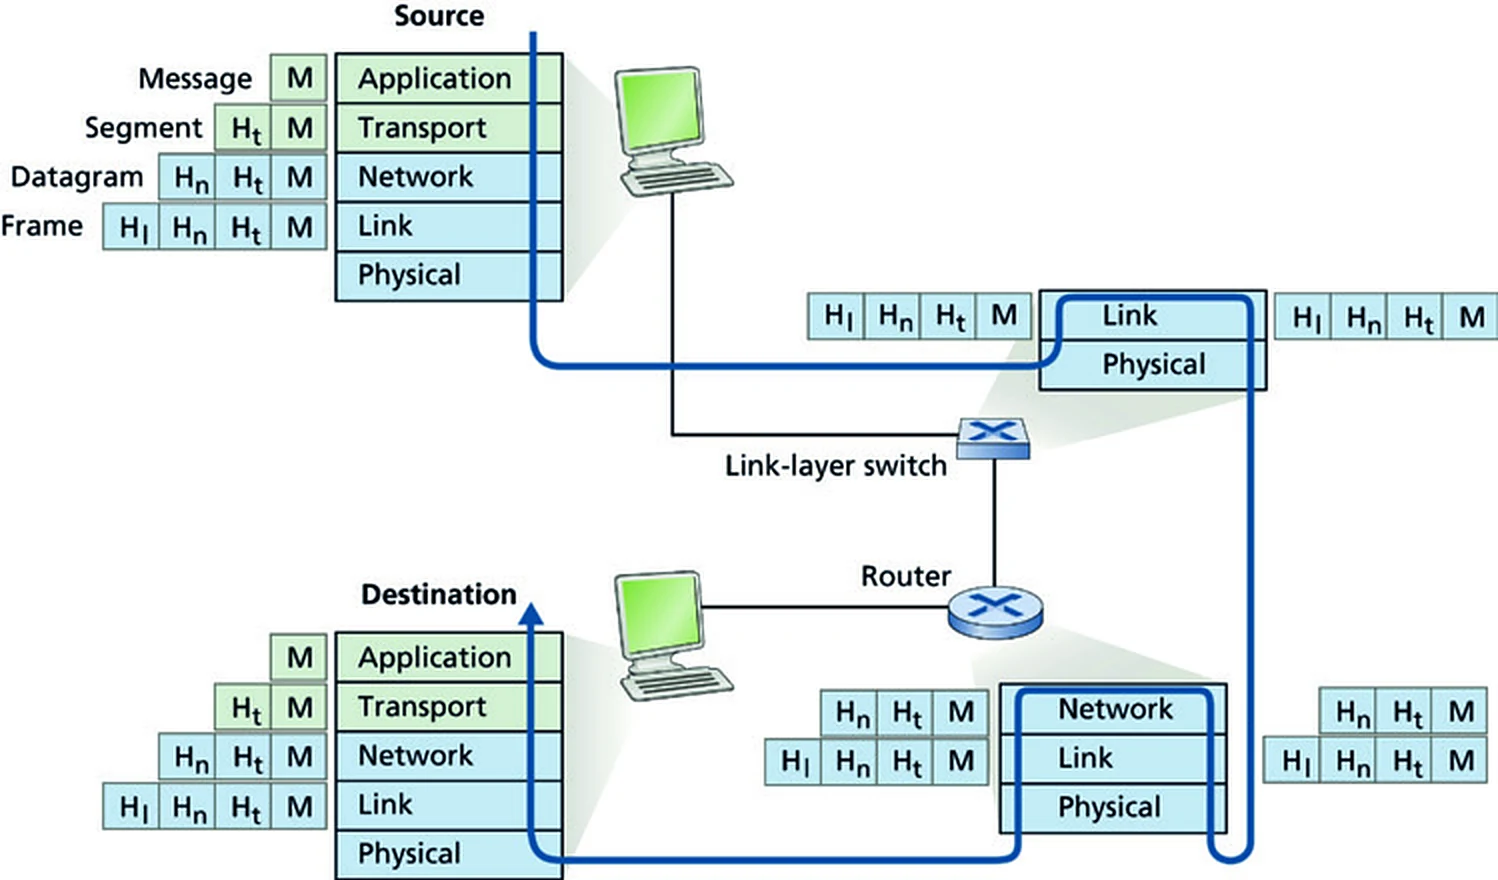 Source
Message M Application
Segment Ht M Transport
Datagram Hn Ht M Network
Frame Hl Hn Ht M Link
Physical
Hl Hn Ht M Link Hl Hn Ht M
Physical
Link-layer switch
Router
Destination
M Application
Ht M Transport
Hn Ht M Network
Hl Hn Ht M Link
Physical
Hn Ht M Network Hn Ht M
Hl Hn Ht M Link Hl Hn Ht M
Physical